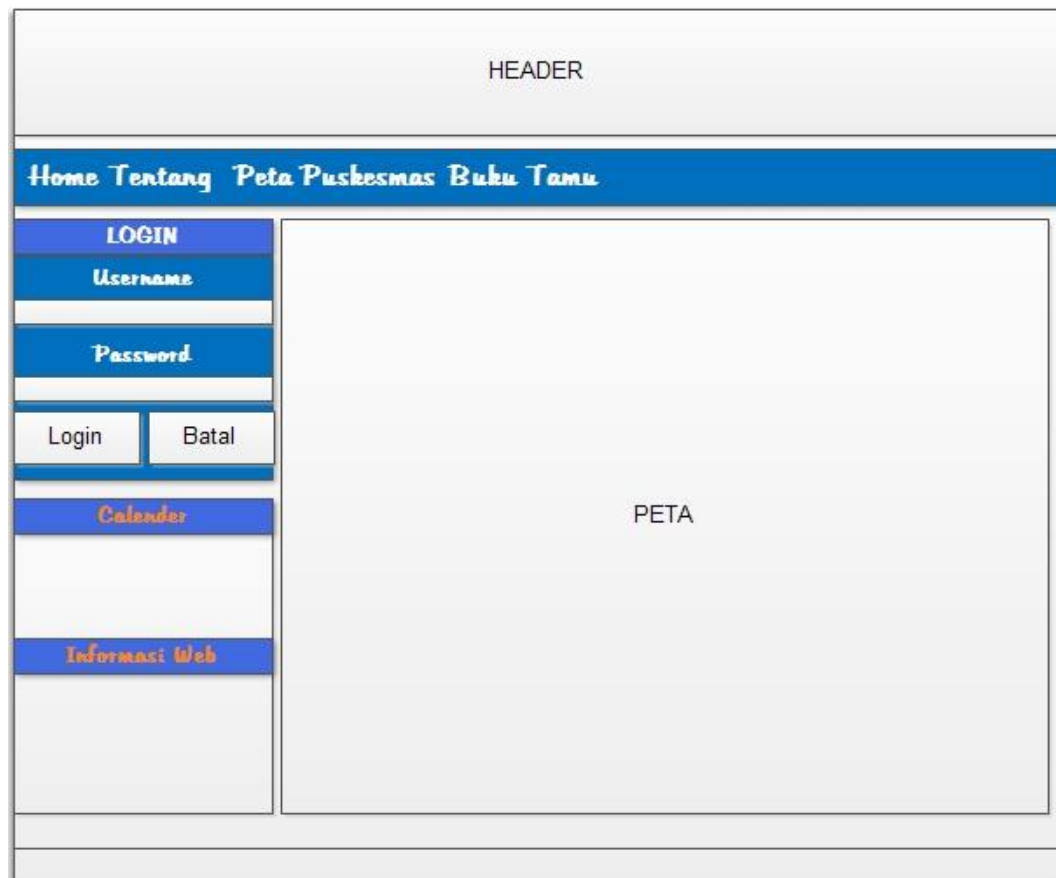 HEADER
Home Tentang Peta Puskesmas Buku Tamu
LOGIN
Username
Password
Login Batal
Calender
Informasi Web
PETA